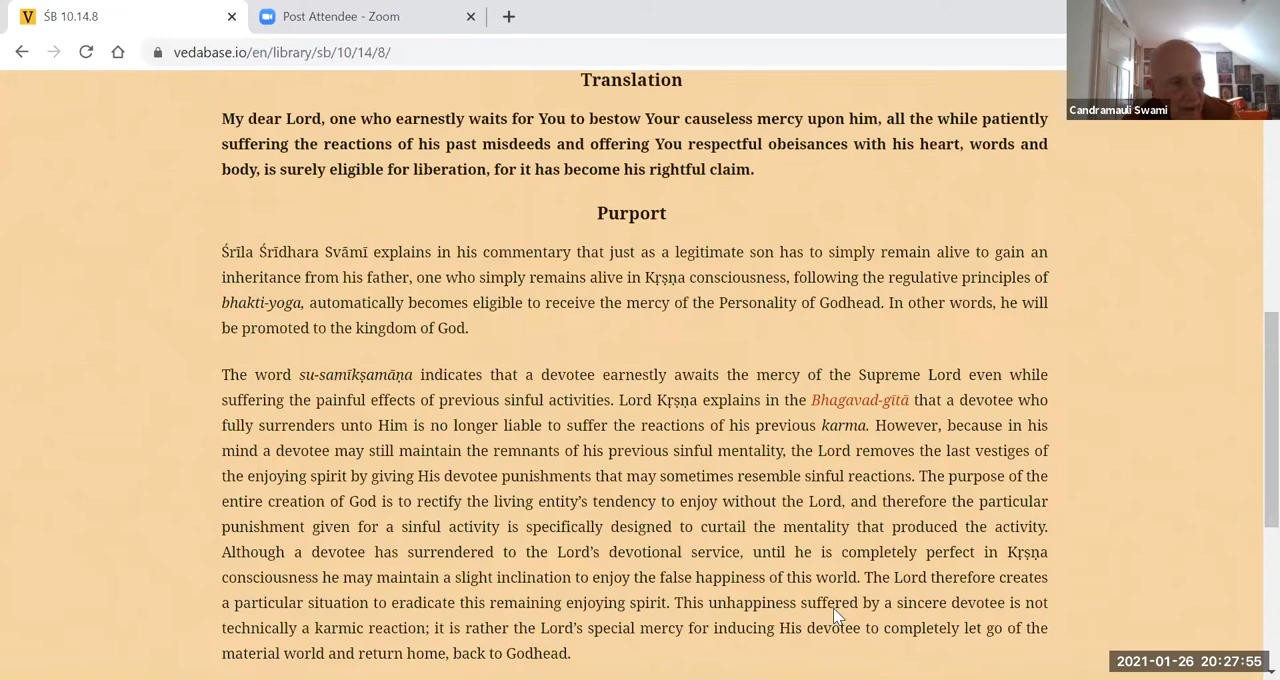 ŚB 10.14.8
Post Attendee - Zoom
vedabase.io/en/library/sb/10/14/8/
Candramauli Swami
Translation
My dear Lord, one who earnestly waits for You to bestow Your causeless mercy upon him, all the while patiently
suffering the reactions of his past misdeeds and offering You respectful obeisances with his heart, words and
body, is surely eligible for liberation, for it has become his rightful claim.
Purport
Śrīla Śrīdhara Svāmī explains in his commentary that just as a legitimate son has to simply remain alive to gain an
inheritance from his father, one who simply remains alive in Kṛṣṇa consciousness, following the regulative principles of
bhakti-yoga, automatically becomes eligible to receive the mercy of the Personality of Godhead. In other words, he will
be promoted to the kingdom of God.
The word su-samīkṣamāṇa indicates that a devotee earnestly awaits the mercy of the Supreme Lord even while
suffering the painful effects of previous sinful activities. Lord Kṛṣṇa explains in the Bhagavad-gītā that a devotee who
fully surrenders unto Him is no longer liable to suffer the reactions of his previous karma. However, because in his
mind a devotee may still maintain the remnants of his previous sinful mentality, the Lord removes the last vestiges of
the enjoying spirit by giving His devotee punishments that may sometimes resemble sinful reactions. The purpose of the
entire creation of God is to rectify the living entity's tendency to enjoy without the Lord, and therefore the particular
punishment given for a sinful activity is specifically designed to curtail the mentality that produced the activity.
Although a devotee has surrendered to the Lord's devotional service, until he is completely perfect in Kṛṣṇa
consciousness he may maintain a slight inclination to enjoy the false happiness of this world. The Lord therefore creates
a particular situation to eradicate this remaining enjoying spirit. This unhappiness suffered by a sincere devotee is not
technically a karmic reaction; it is rather the Lord's special mercy for inducing His devotee to completely let go of the
material world and return home, back to Godhead.
2021-01-26 20:27:55